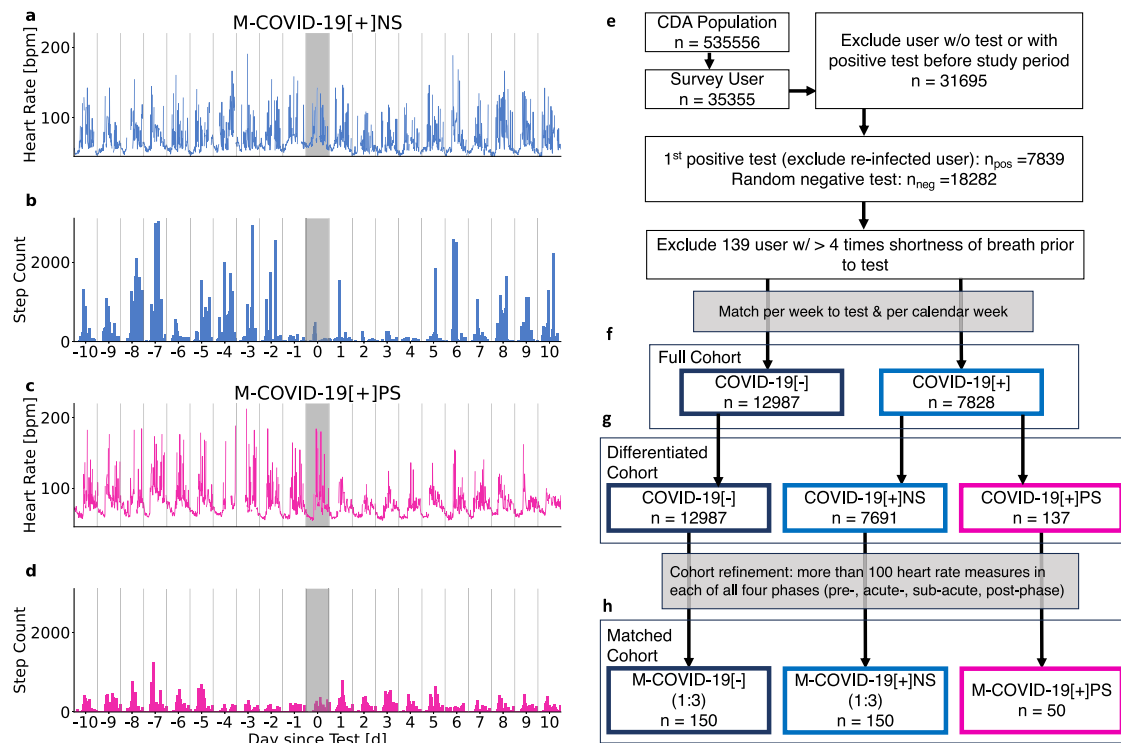 a
M-COVID-19[+]NS
Heart Rate [bpm]
200
100
b
Step Count
2000
0
-10 -9 -8 -7 -6 -5 -4 -3 -2 -1 0 1 2 3 4 5 6 7 8 9 10
c
M-COVID-19[+]PS
Heart Rate [bpm]
200
100
d
Step Count
2000
0
-10 -9 -8 -7 -6 -5 -4 -3 -2 -1 0 1 2 3 4 5 6 7 8 9 10
Day since Test [d]
e
CDA Population
n = 535556
Survey User
n = 35355
Exclude user w/o test or with
positive test before study period
n = 31695
1st positive test (exclude re-infected user): npos =7839
Random negative test: nneg =18282
Exclude 139 user w/ > 4 times shortness of breath prior
to test
Match per week to test & per calendar week
f
Full Cohort
COVID-19[-]
n = 12987
COVID-19[+]
n = 7828
g
Differentiated
Cohort
COVID-19[-]
n = 12987
COVID-19[+]NS
n = 7691
COVID-19[+]PS
n = 137
Cohort refinement: more than 100 heart rate measures in
each of all four phases (pre-, acute-, sub-acute, post-phase)
h
Matched
Cohort
M-COVID-19[-]
(1:3)
n = 150
M-COVID-19[+]NS
(1:3)
n = 150
M-COVID-19[+]PS
n = 50